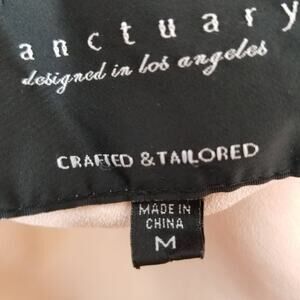 anctuary
designed in los angeles
CRAFTED & TAILORED
MADE IN
CHINA
M